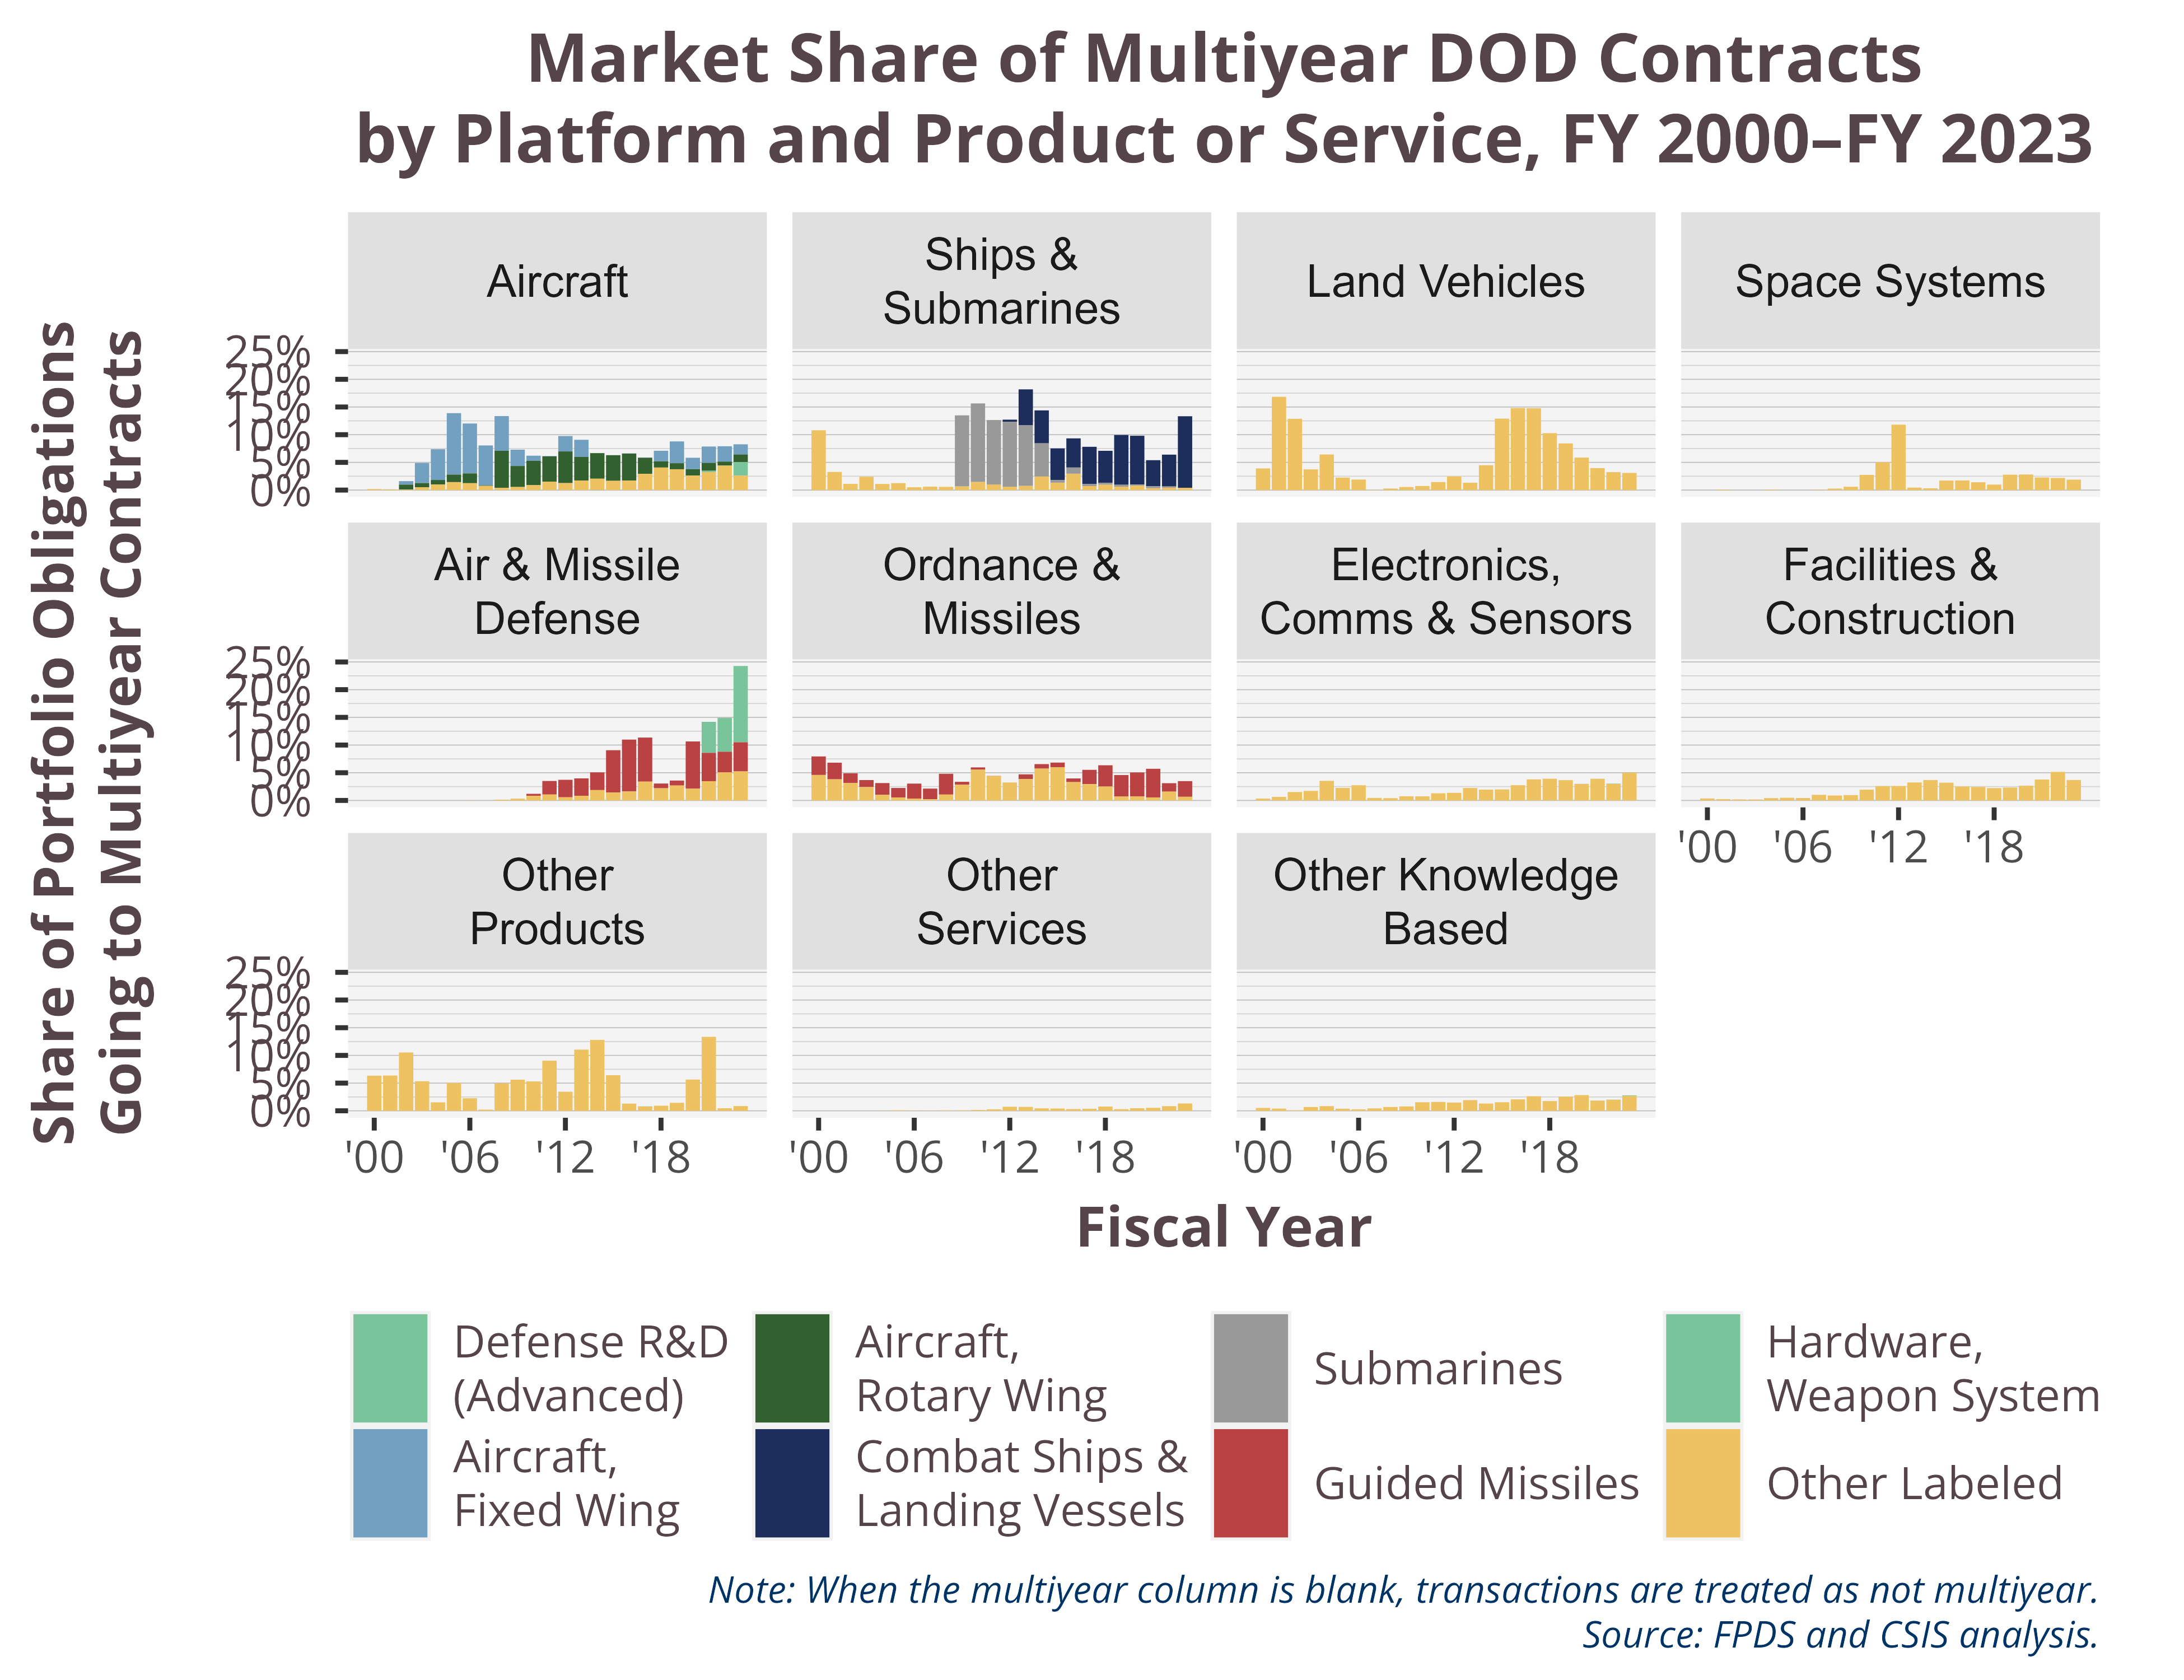 Market Share of Multiyear DOD Contracts
by Platform and Product or Service, FY 2000–FY 2023
Share of Portfolio Obligations
Going to Multiyear Contracts
Aircraft
Ships &
Submarines
Land Vehicles
Space Systems
25%
20%
15%
10%
5%
0%
Air & Missile
Defense
Ordnance &
Missiles
Electronics,
Comms & Sensors
Facilities &
Construction
25%
20%
15%
10%
5%
0%
'00 '06 '12 '18
Other
Products
Other
Services
Other Knowledge
Based
25%
20%
15%
10%
5%
0%
'00 '06 '12 '18
'00 '06 '12 '18
'00 '06 '12 '18
Fiscal Year
Defense R&D
(Advanced)
Aircraft,
Rotary Wing
Submarines
Hardware,
Weapon System
Aircraft,
Fixed Wing
Combat Ships &
Landing Vessels
Guided Missiles
Other Labeled
Note: When the multiyear column is blank, transactions are treated as not multiyear.
Source: FPDS and CSIS analysis.